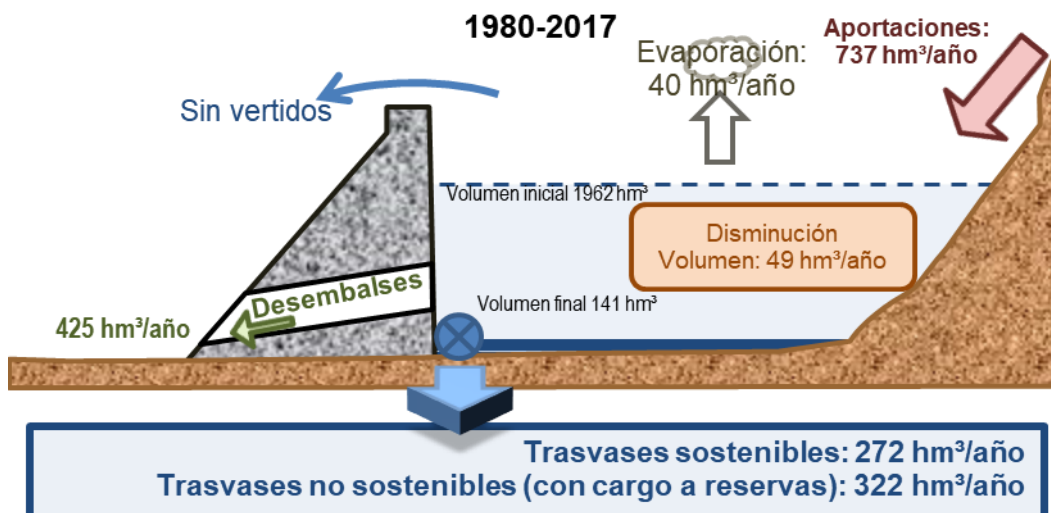 1980-2017
Aportaciones:
737 hm³/año
Evaporación:
40 hm³/año
Sin vertidos
Volumen inicial 1962 hm³
Disminución
Volumen: 49 hm³/año
Desembalses
Volumen final 141 hm³
425 hm³/año
Trasvases sostenibles: 272 hm³/año
Trasvases no sostenibles (con cargo a reservas): 322 hm³/año